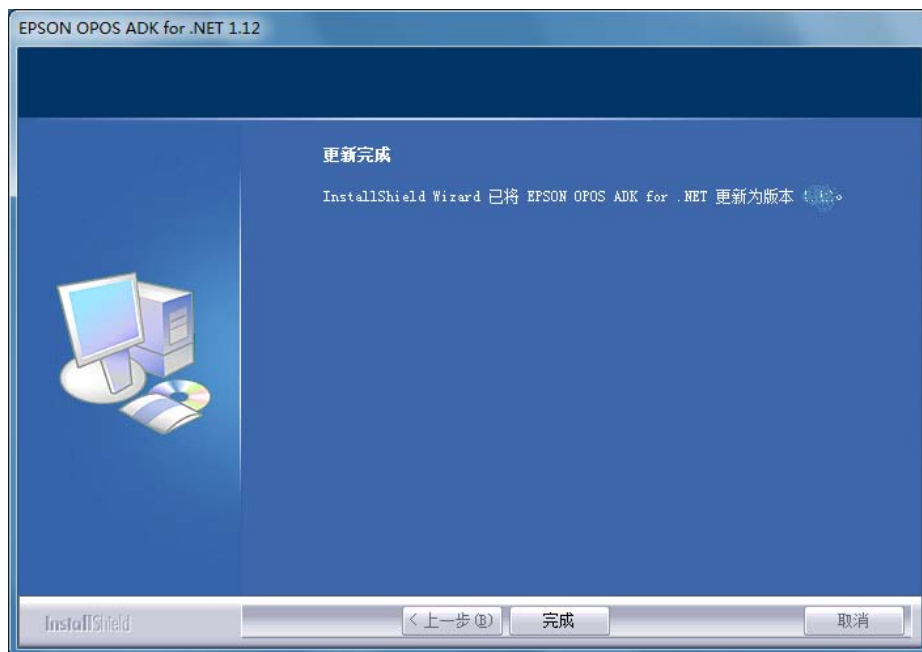 EPSON OPOS ADK for .NET 1.12
更新完成
InstallShield Wizard 已将 EPSON OPOS ADK for .NET 更新为版本 。
InstallShield
< 上一步(B)
完成
取消